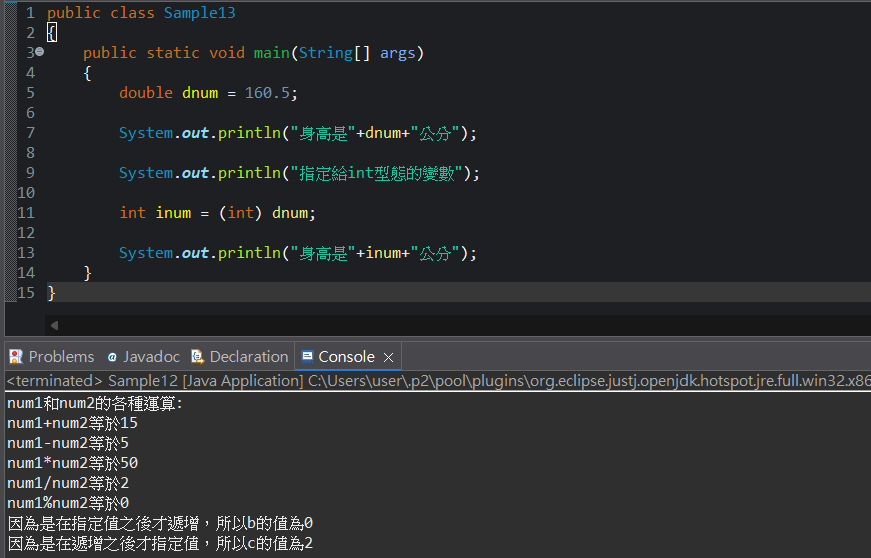 1 public class Sample13
2 {
3 public static void main(String[] args)
4 {
5 double dnum = 160.5;
6
7 System.out.println("身高是"+dnum+"公分");
8
9 System.out.println("指定給int型態的變數");
10
11 int inum = (int) dnum;
12
13 System.out.println("身高是"+inum+"公分");
14 }
15 }
Problems Javadoc Declaration Console
<terminated> Sample12 [Java Application] C:\Users\user\.p2\pool\plugins\org.eclipse.justj.openjdk.hotspot.jre.full.win32.x86
num1和num2的各種運算:
num1+num2等於15
num1-num2等於5
num1*num2等於50
num1/num2等於2
num1%num2等於0
因為是在指定值之後才遞增，所以b的值為0
因為是在遞增之後才指定值，所以c的值為2